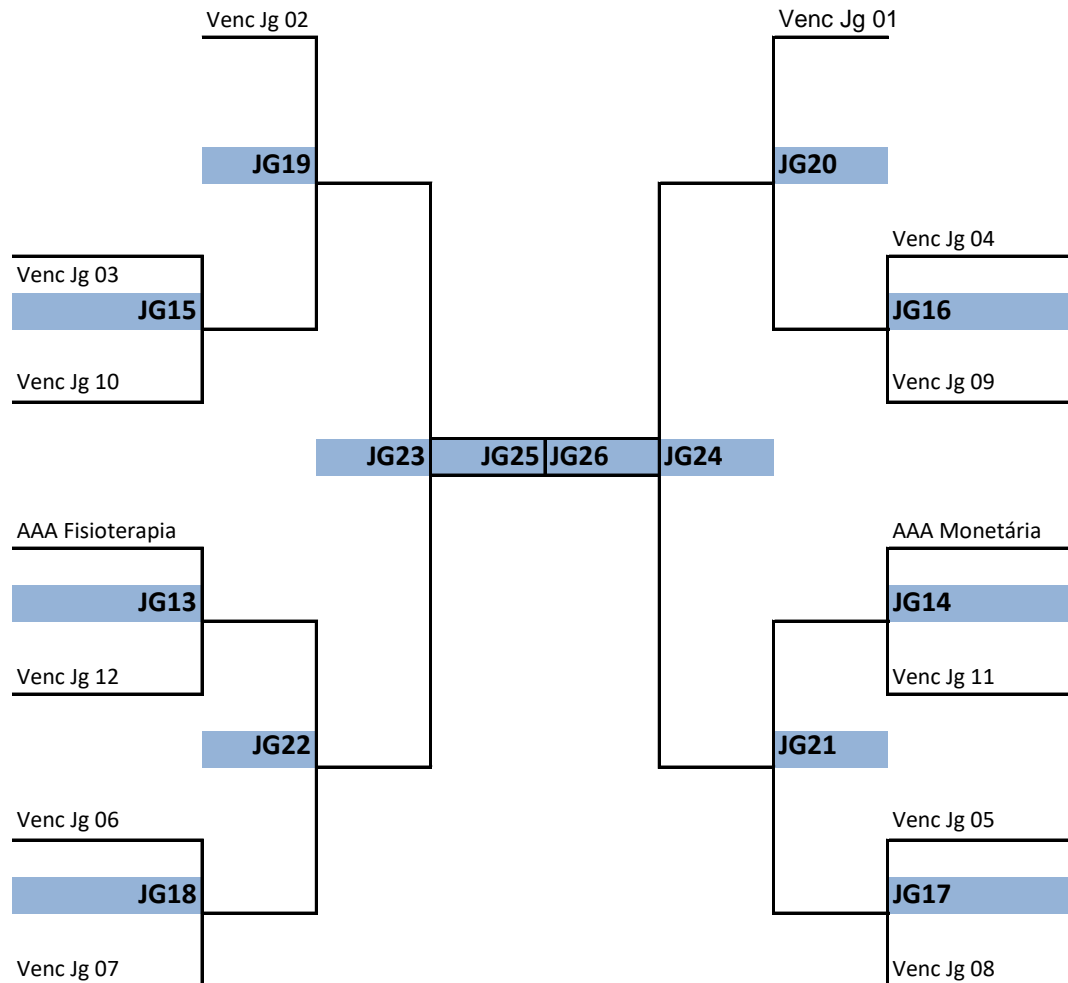 Venc Jg 02
Venc Jg 01
JG19
JG20
Venc Jg 04
Venc Jg 03
JG15
JG16
Venc Jg 10
Venc Jg 09
JG23
JG25
JG26
JG24
AAA Fisioterapia
AAA Monetária
JG13
JG14
Venc Jg 12
Venc Jg 11
JG22
JG21
Venc Jg 06
Venc Jg 05
JG18
JG17
Venc Jg 07
Venc Jg 08